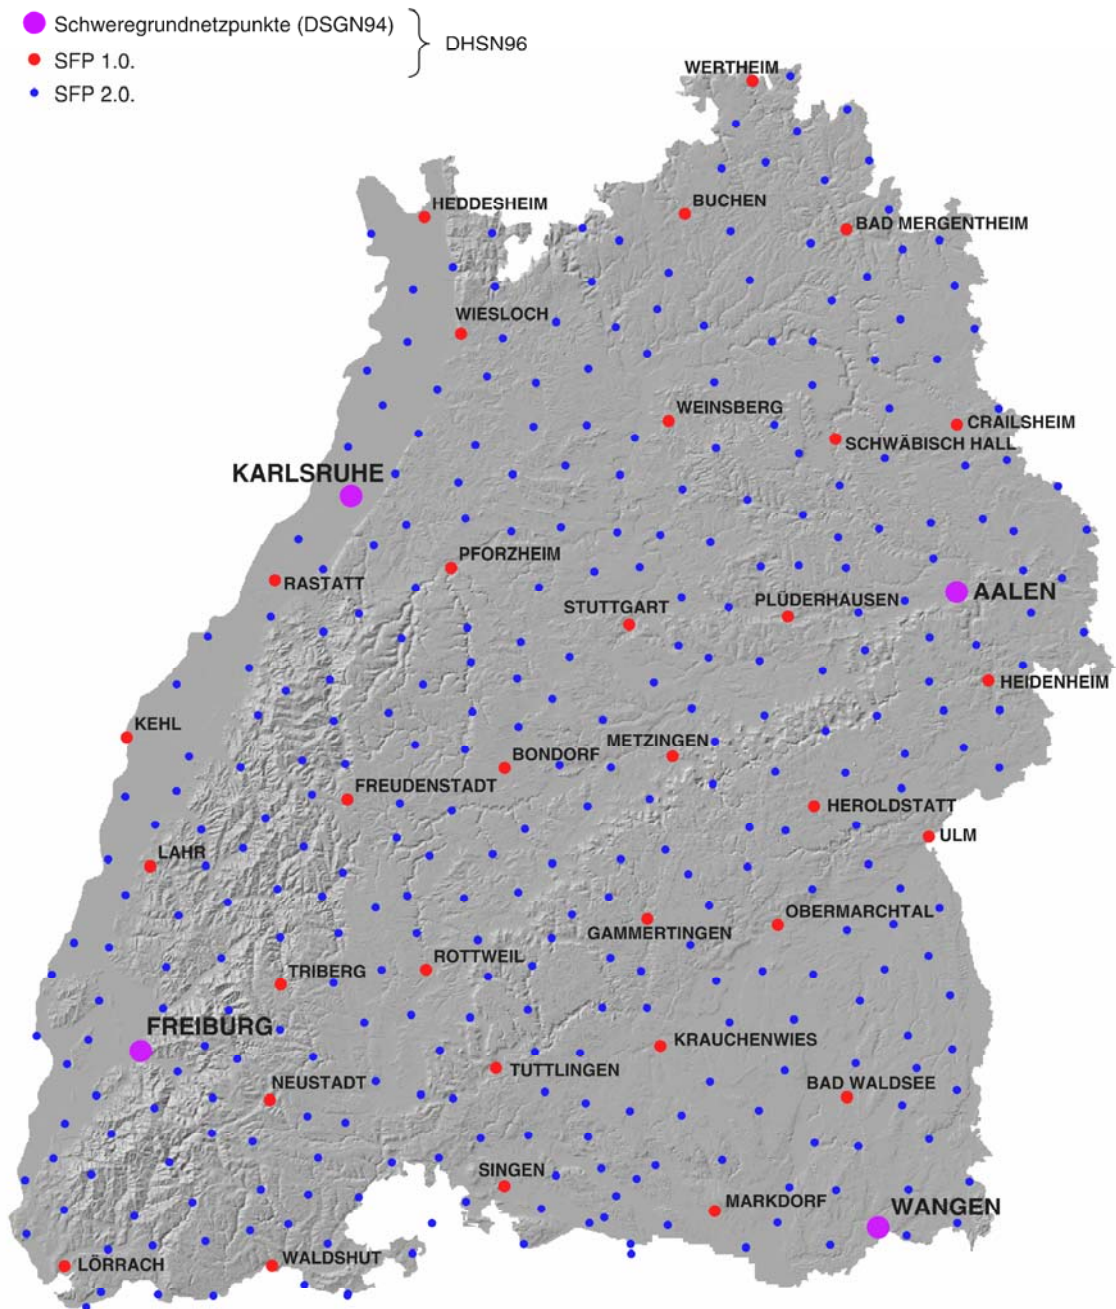 Schweregrundnetzpunkte (DSGN94)
DHSN96
SFP 1.0.
SFP 2.0.
WERTHEIM
HEDDESHEIM
BUCHEN
BAD MERGENTHEIM
WIESLOCH
WEINSBERG
CRAILSHEIM
SCHWÄBISCH HALL
KARLSRUHE
PFORZHEIM
RASTATT
AALEN
STUTTGART
PLÜDERHAUSEN
HEIDENHEIM
KEHL
METZINGEN
BONDORF
FREUDENSTADT
HEROLDSTATT
ULM
LAHR
OBERMARCHTAL
GAMMERTINGEN
ROTTWEIL
TRIBERG
FREIBURG
KRAUCHENWIES
TUTTLINGEN
NEUSTADT
BAD WALDSEE
SINGEN
MARKDORF
WANGEN
LÖRRACH
WALDSHUT